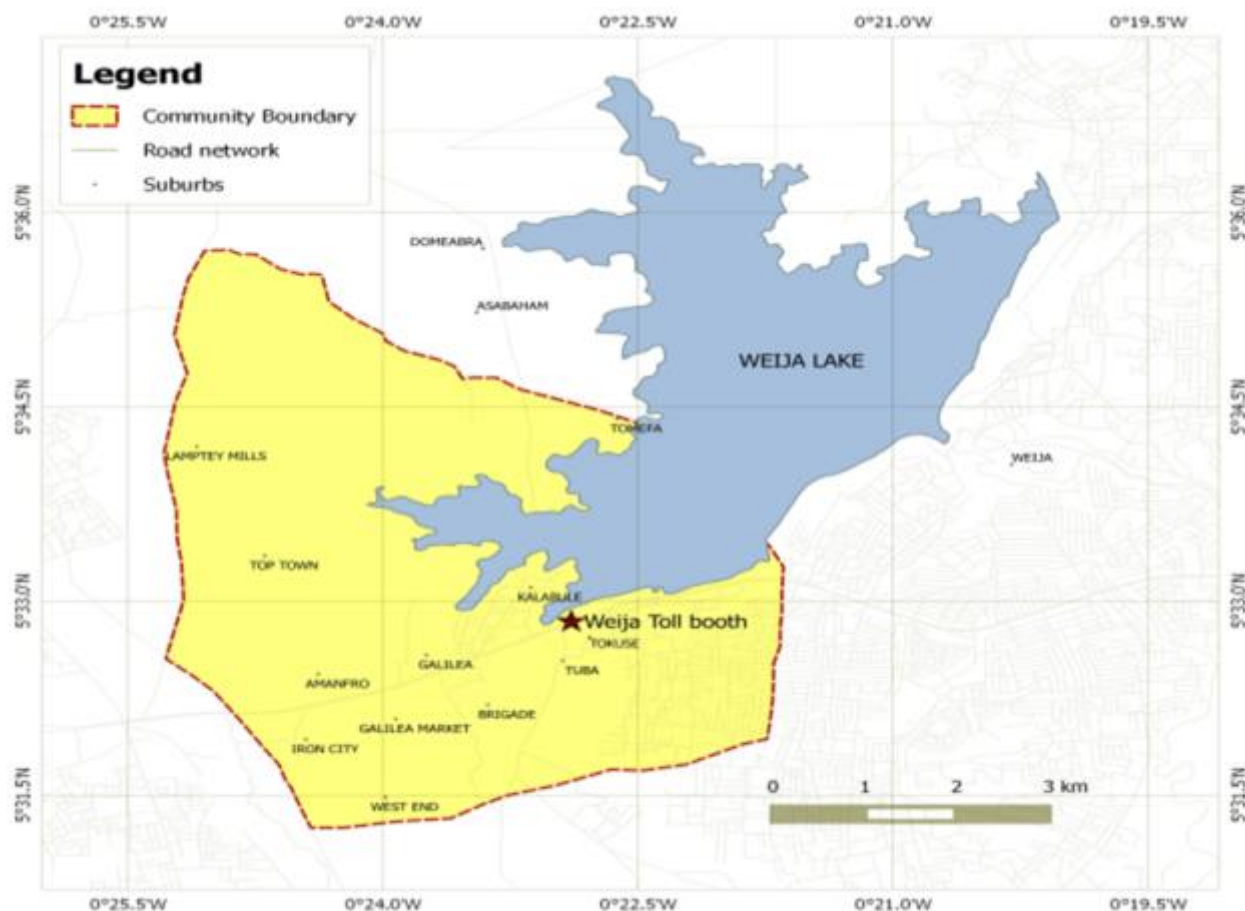 0°25.5'W 0°24.0'W 0°22.5'W 0°21.0'W 0°19.5'W
Legend
Community Boundary
Road network
Suburbs
5°36.0'N 5°36.0'N
DOMEABRA
ASABAHAM
WEIJA LAKE
5°34.5'N 5°34.5'N
TOMEFA
LAMPTEY MILLS
WEIJA
TOP TOWN
KALABULE
5°33.0'N 5°33.0'N
Weija Toll booth
TOKUSE
GALILEA
TUBA
AMANFRO
BRIGADE
GALILEA MARKET
IRON CITY
0 1 2 3 km
5°31.5'N 5°31.5'N
WEST END
0°25.5'W 0°24.0'W 0°22.5'W 0°21.0'W 0°19.5'W